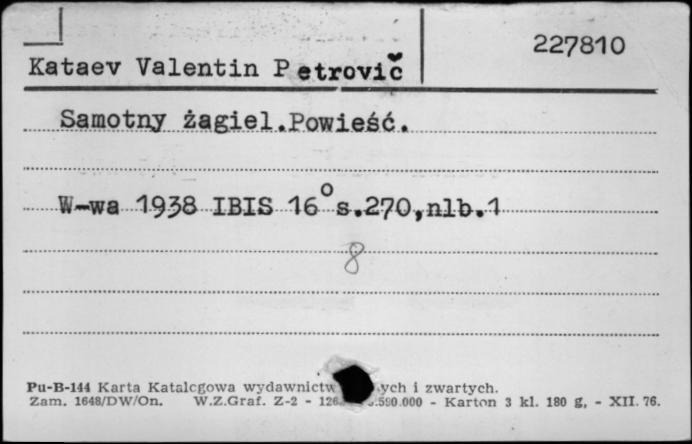 227810
Kataev Valentin Petrovič
Samotny żagiel.Powieść.
W-wa 1938 IBIS 16° s.270,nlb.1
8
Pu-B-144 Karta Katalogowa wydawnictw ych i zwartych.
Zam. 1648/DW/On. W.Z.Graf. Z-2 - .590.000 - Karton 3 kl. 180 g, - XII. 76.